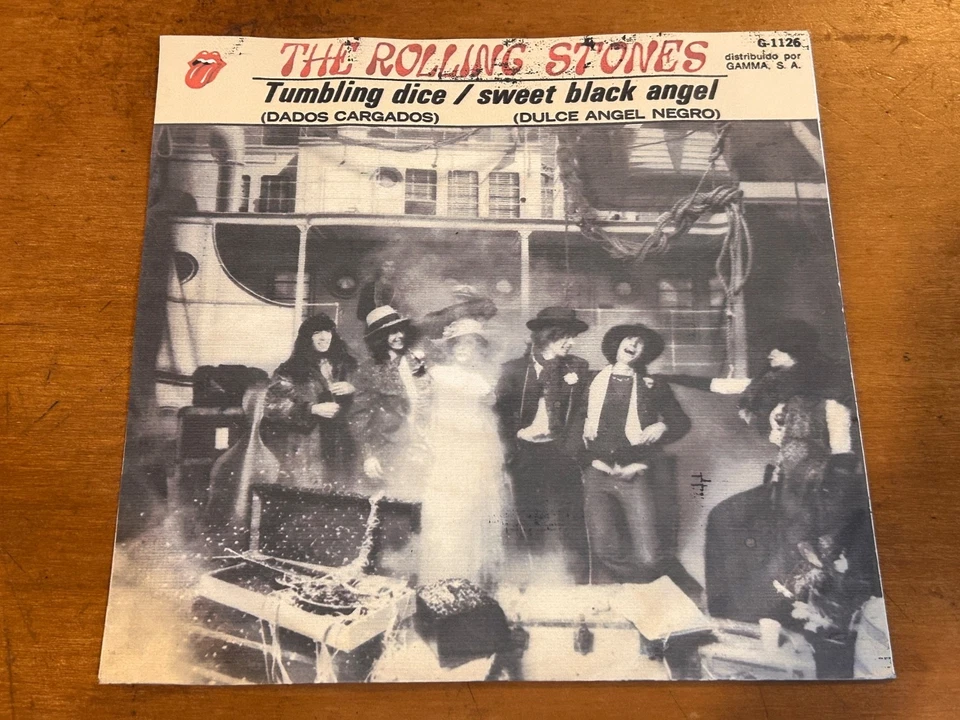 THE ROLLING STONES
G-1126
distribuido por
GAMMA, S. A.
Tumbling dice / sweet black angel
(DADOS CARGADOS) (DULCE ANGEL NEGRO)